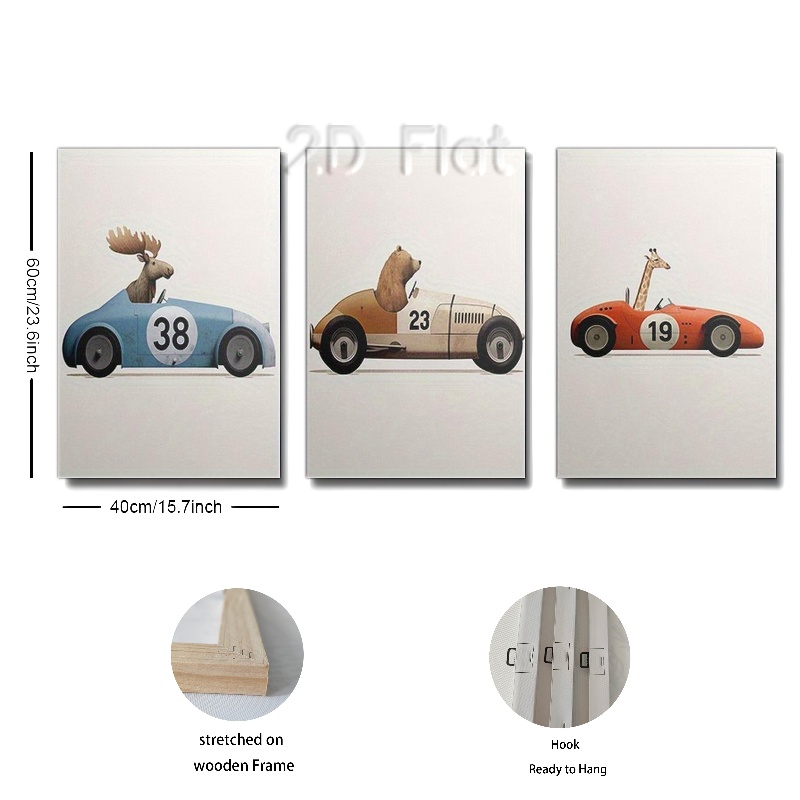 2D Flat
60cm/23.6inch
38
23
19
40cm/15.7inch
stretched on
wooden Frame
Hook
Ready to Hang